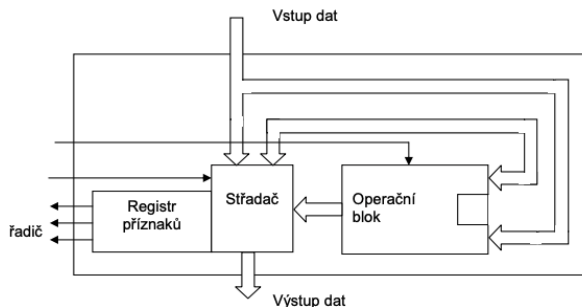 Vstup dat
Registr
příznaků
Střadač
Operační
blok
řadič
Výstup dat